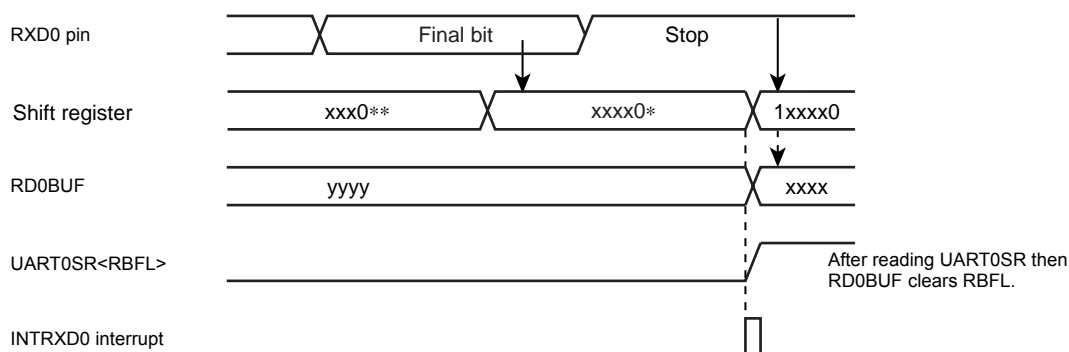 RXD0 pin
Final bit
Stop
Shift register
xxx0**
xxxx0*
1xxxx0
RD0BUF
yyyy
xxxx
UART0SR<RBFL>
After reading UART0SR then
RD0BUF clears RBFL.
INTRXD0 interrupt